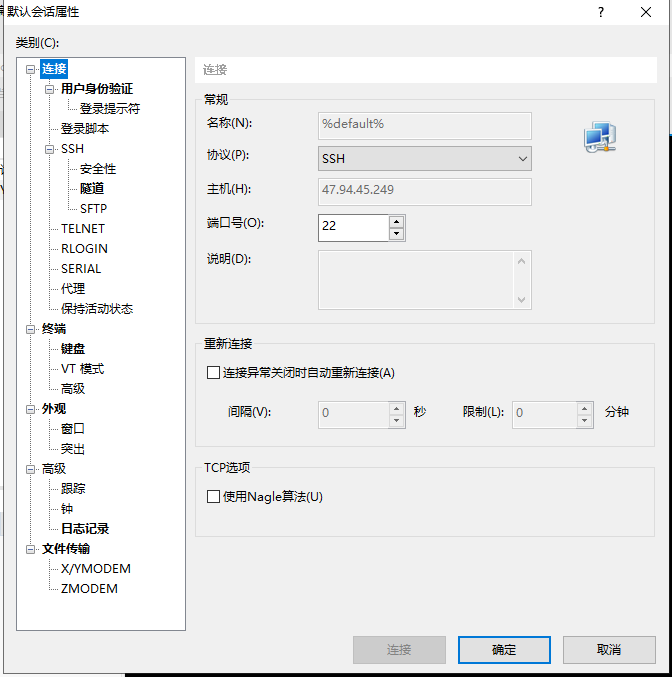 默认会话属性
?
类别(C):
连接
用户身份验证
登录提示符
登录脚本
SSH
安全性
隧道
SFTP
TELNET
RLOGIN
SERIAL
代理
保持活动状态
终端
键盘
VT 模式
高级
外观
窗口
突出
高级
跟踪
钟
日志记录
文件传输
X/YMODEM
ZMODEM
连接
常规
名称(N):
%default%
协议(P):
SSH
主机(H):
47.94.45.249
端口号(O):
22
说明(D):
重新连接
连接异常关闭时自动重新连接(A)
间隔(V): 0 秒 限制(L): 0 分钟
TCP选项
使用Nagle算法(U)
连接 确定 取消